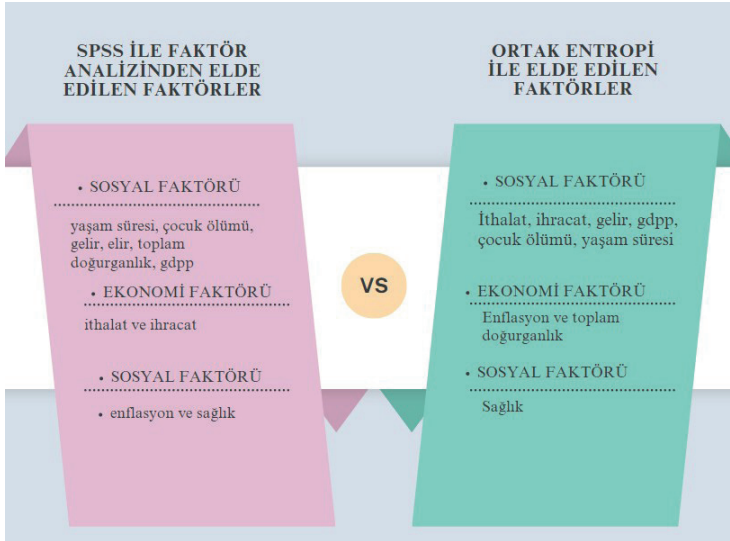 SPSS İLE FAKTÖR
ANALİZİNDEN ELDE
EDİLEN FAKTÖRLER
• SOSYAL FAKTÖRÜ
yaşam süresi, çocuk ölümü,
gelir, elir, toplam
doğurganlık, gdpp
• EKONOMİ FAKTÖRÜ
ithalat ve ihracat
• SOSYAL FAKTÖRÜ
• enflasyon ve sağlık
VS
ORTAK ENTROPİ
İLE ELDE EDİLEN
FAKTÖRLER
• SOSYAL FAKTÖRÜ
İthalat, ihracat, gelir, gdpp,
çocuk ölümü, yaşam süresi
• EKONOMİ FAKTÖRÜ
Enflasyon ve toplam
doğurganlık
• SOSYAL FAKTÖRÜ
Sağlık